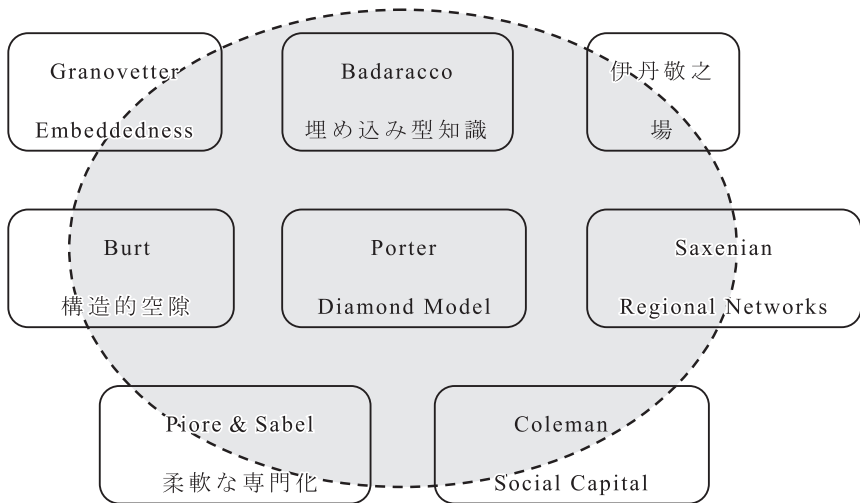 Granovetter
Embeddedness
Badaracco
埋め込み型知識
伊丹敬之
場
Burt
構造的空隙
Porter
Diamond Model
Saxenian
Regional Networks
Piore & Sabel
柔軟な専門化
Coleman
Social Capital